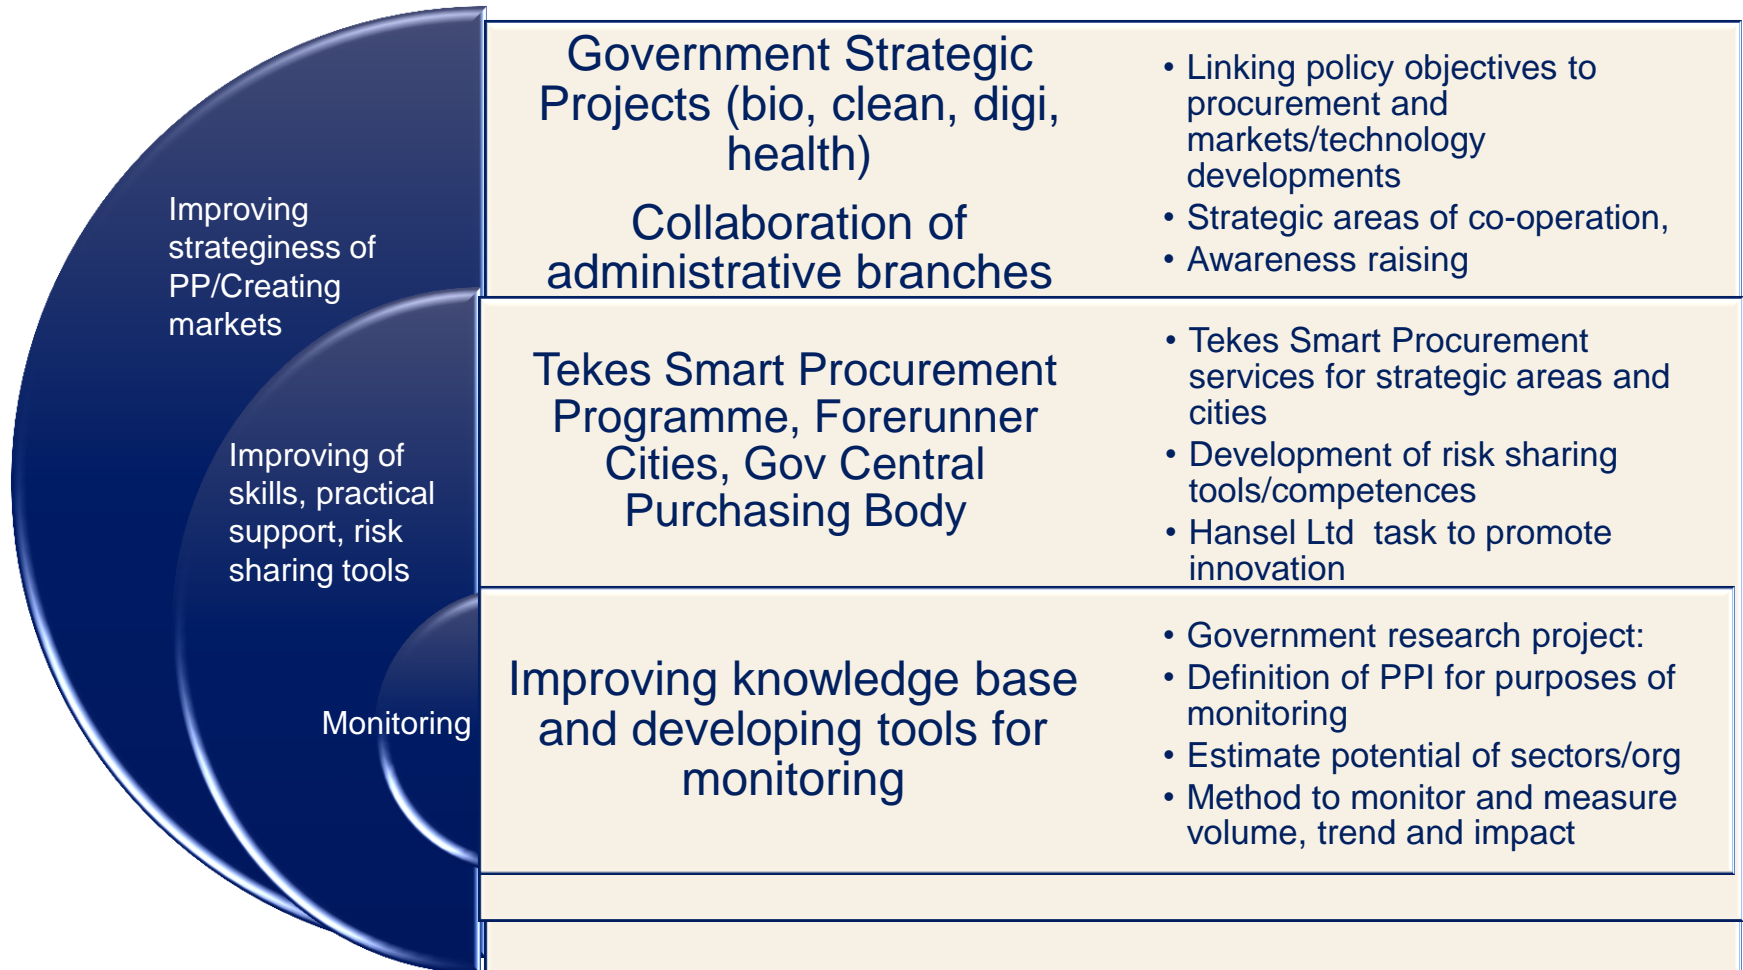 Improving
strateginess of
PP/Creating
markets
Government Strategic
Projects (bio, clean, digi,
health)
Collaboration of
administrative branches
• Linking policy objectives to
procurement and
markets/technology
developments
• Strategic areas of co-operation,
• Awareness raising
Improving of
skills, practical
support, risk
sharing tools
Tekes Smart Procurement
Programme, Forerunner
Cities, Gov Central
Purchasing Body
• Tekes Smart Procurement
services for strategic areas and
cities
• Development of risk sharing
tools/competences
• Hansel Ltd  task to promote
innovation
Monitoring
Improving knowledge base
and developing tools for
monitoring
• Government research project:
• Definition of PPI for purposes of
monitoring
• Estimate potential of sectors/org
• Method to monitor and measure
volume, trend and impact